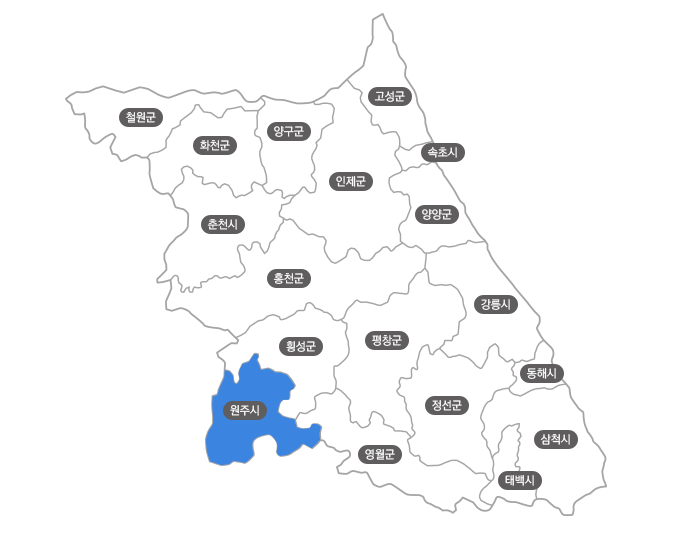 고성군
철원군
양구군
화천군
속초시
인제군
양양군
춘천시
홍천군
강릉시
평창군
횡성군
동해시
정선군
원주시
삼척시
영월군
태백시